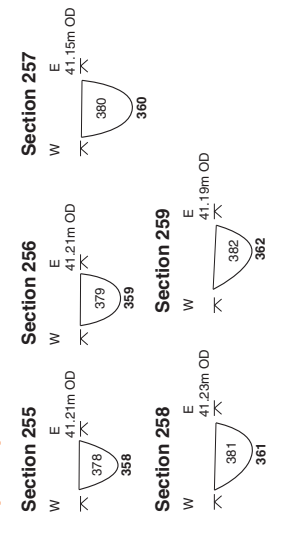 Section 255
W E
41.21m OD
378
358
Section 256
W E
41.21m OD
379
359
Section 257
W E
41.15m OD
380
360
Section 258
W E
41.23m OD
381
361
Section 259
W E
41.19m OD
382
362